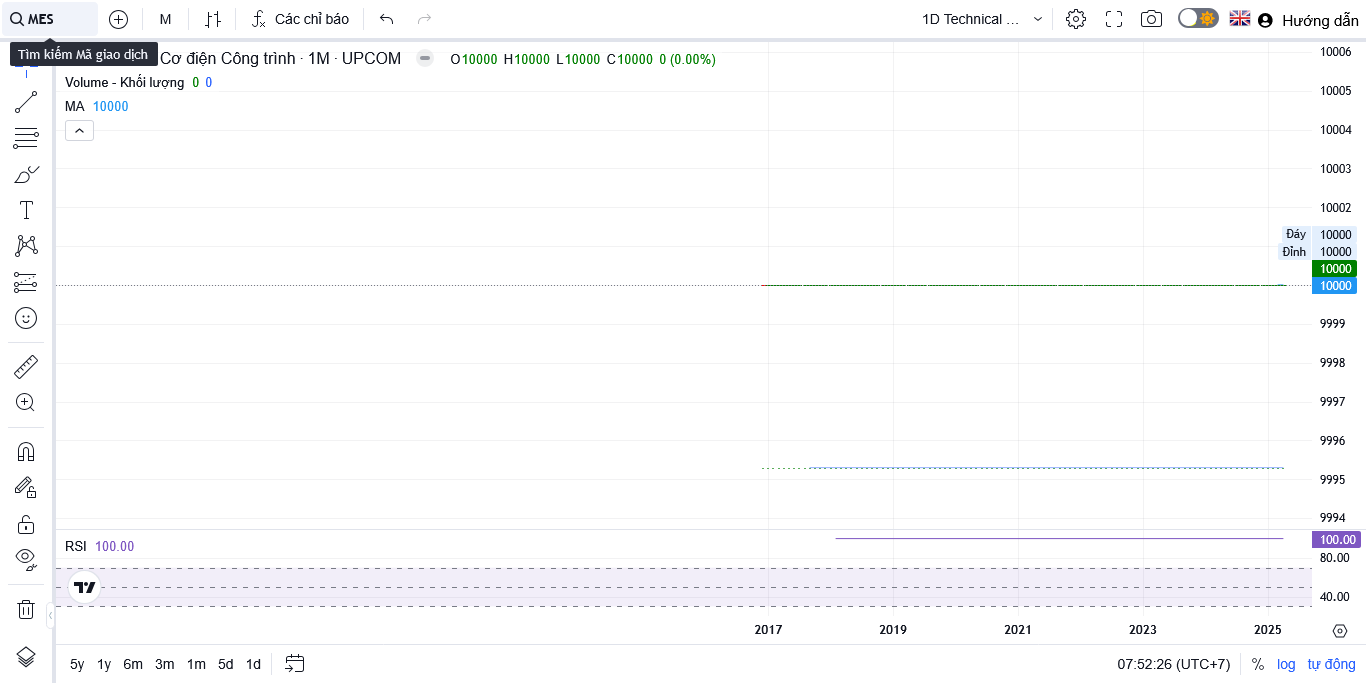 MES
M
Các chỉ báo
1D Technical ...
Hướng dẫn
Tìm kiếm Mã giao dịch
Cơ điện Công trình · 1M · UPCOM
O10000 H10000 L10000 C10000 0 (0.00%)
Volume - Khối lượng 0 0
MA 10000
10006
10005
10004
10003
10002
Đáy 10000
Đỉnh 10000
10000
10000
9999
9998
9997
9996
9995
9994
RSI 100.00
100.00
80.00
40.00
2017 2019 2021 2023 2025
5y 1y 6m 3m 1m 5d 1d
07:52:26 (UTC+7) % log tự động